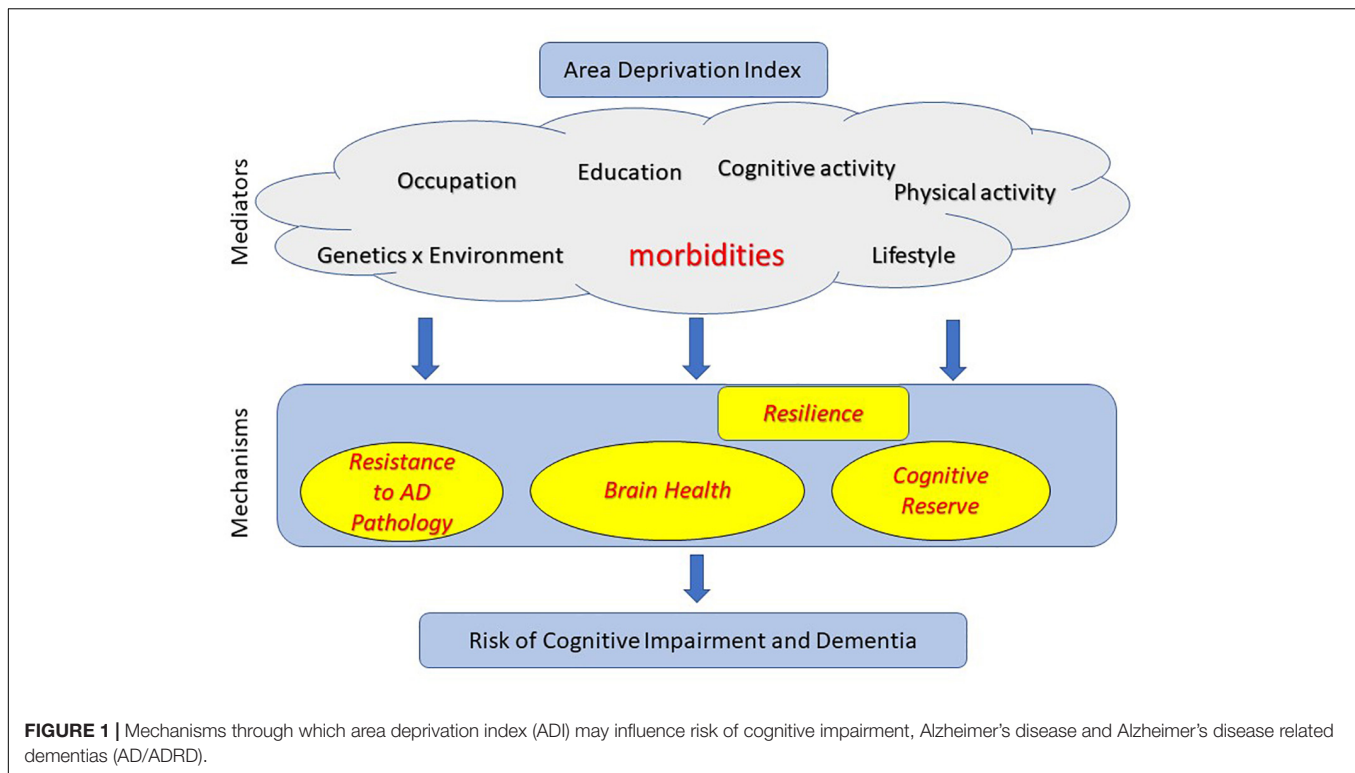 Area Deprivation Index
Mediators
Occupation
Education
Cognitive activity
Physical activity
Genetics x Environment
morbidities
Lifestyle
Mechanisms
Resilience
Resistance
to AD
Pathology
Brain Health
Cognitive
Reserve
Risk of Cognitive Impairment and Dementia
FIGURE 1 | Mechanisms through which area deprivation index (ADI) may influence risk of cognitive impairment, Alzheimer's disease and Alzheimer's disease related
dementias (AD/ADRD).